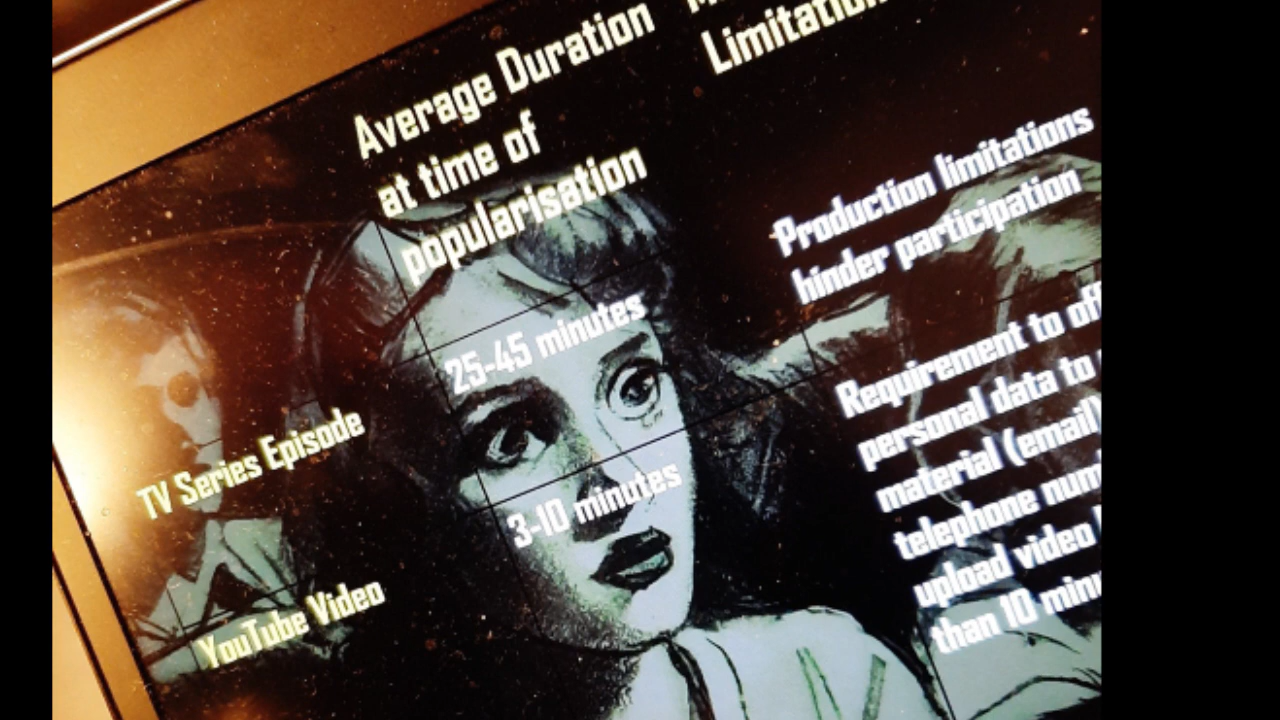 Average Duration
at time of
popularisation
Limitation
Production limitations
hinder participation
TV Series Episode
25-45 minutes
Requirement to
personal data to
material (email)
telephone
upload video
than 10
YouTube Video
3-10 minutes